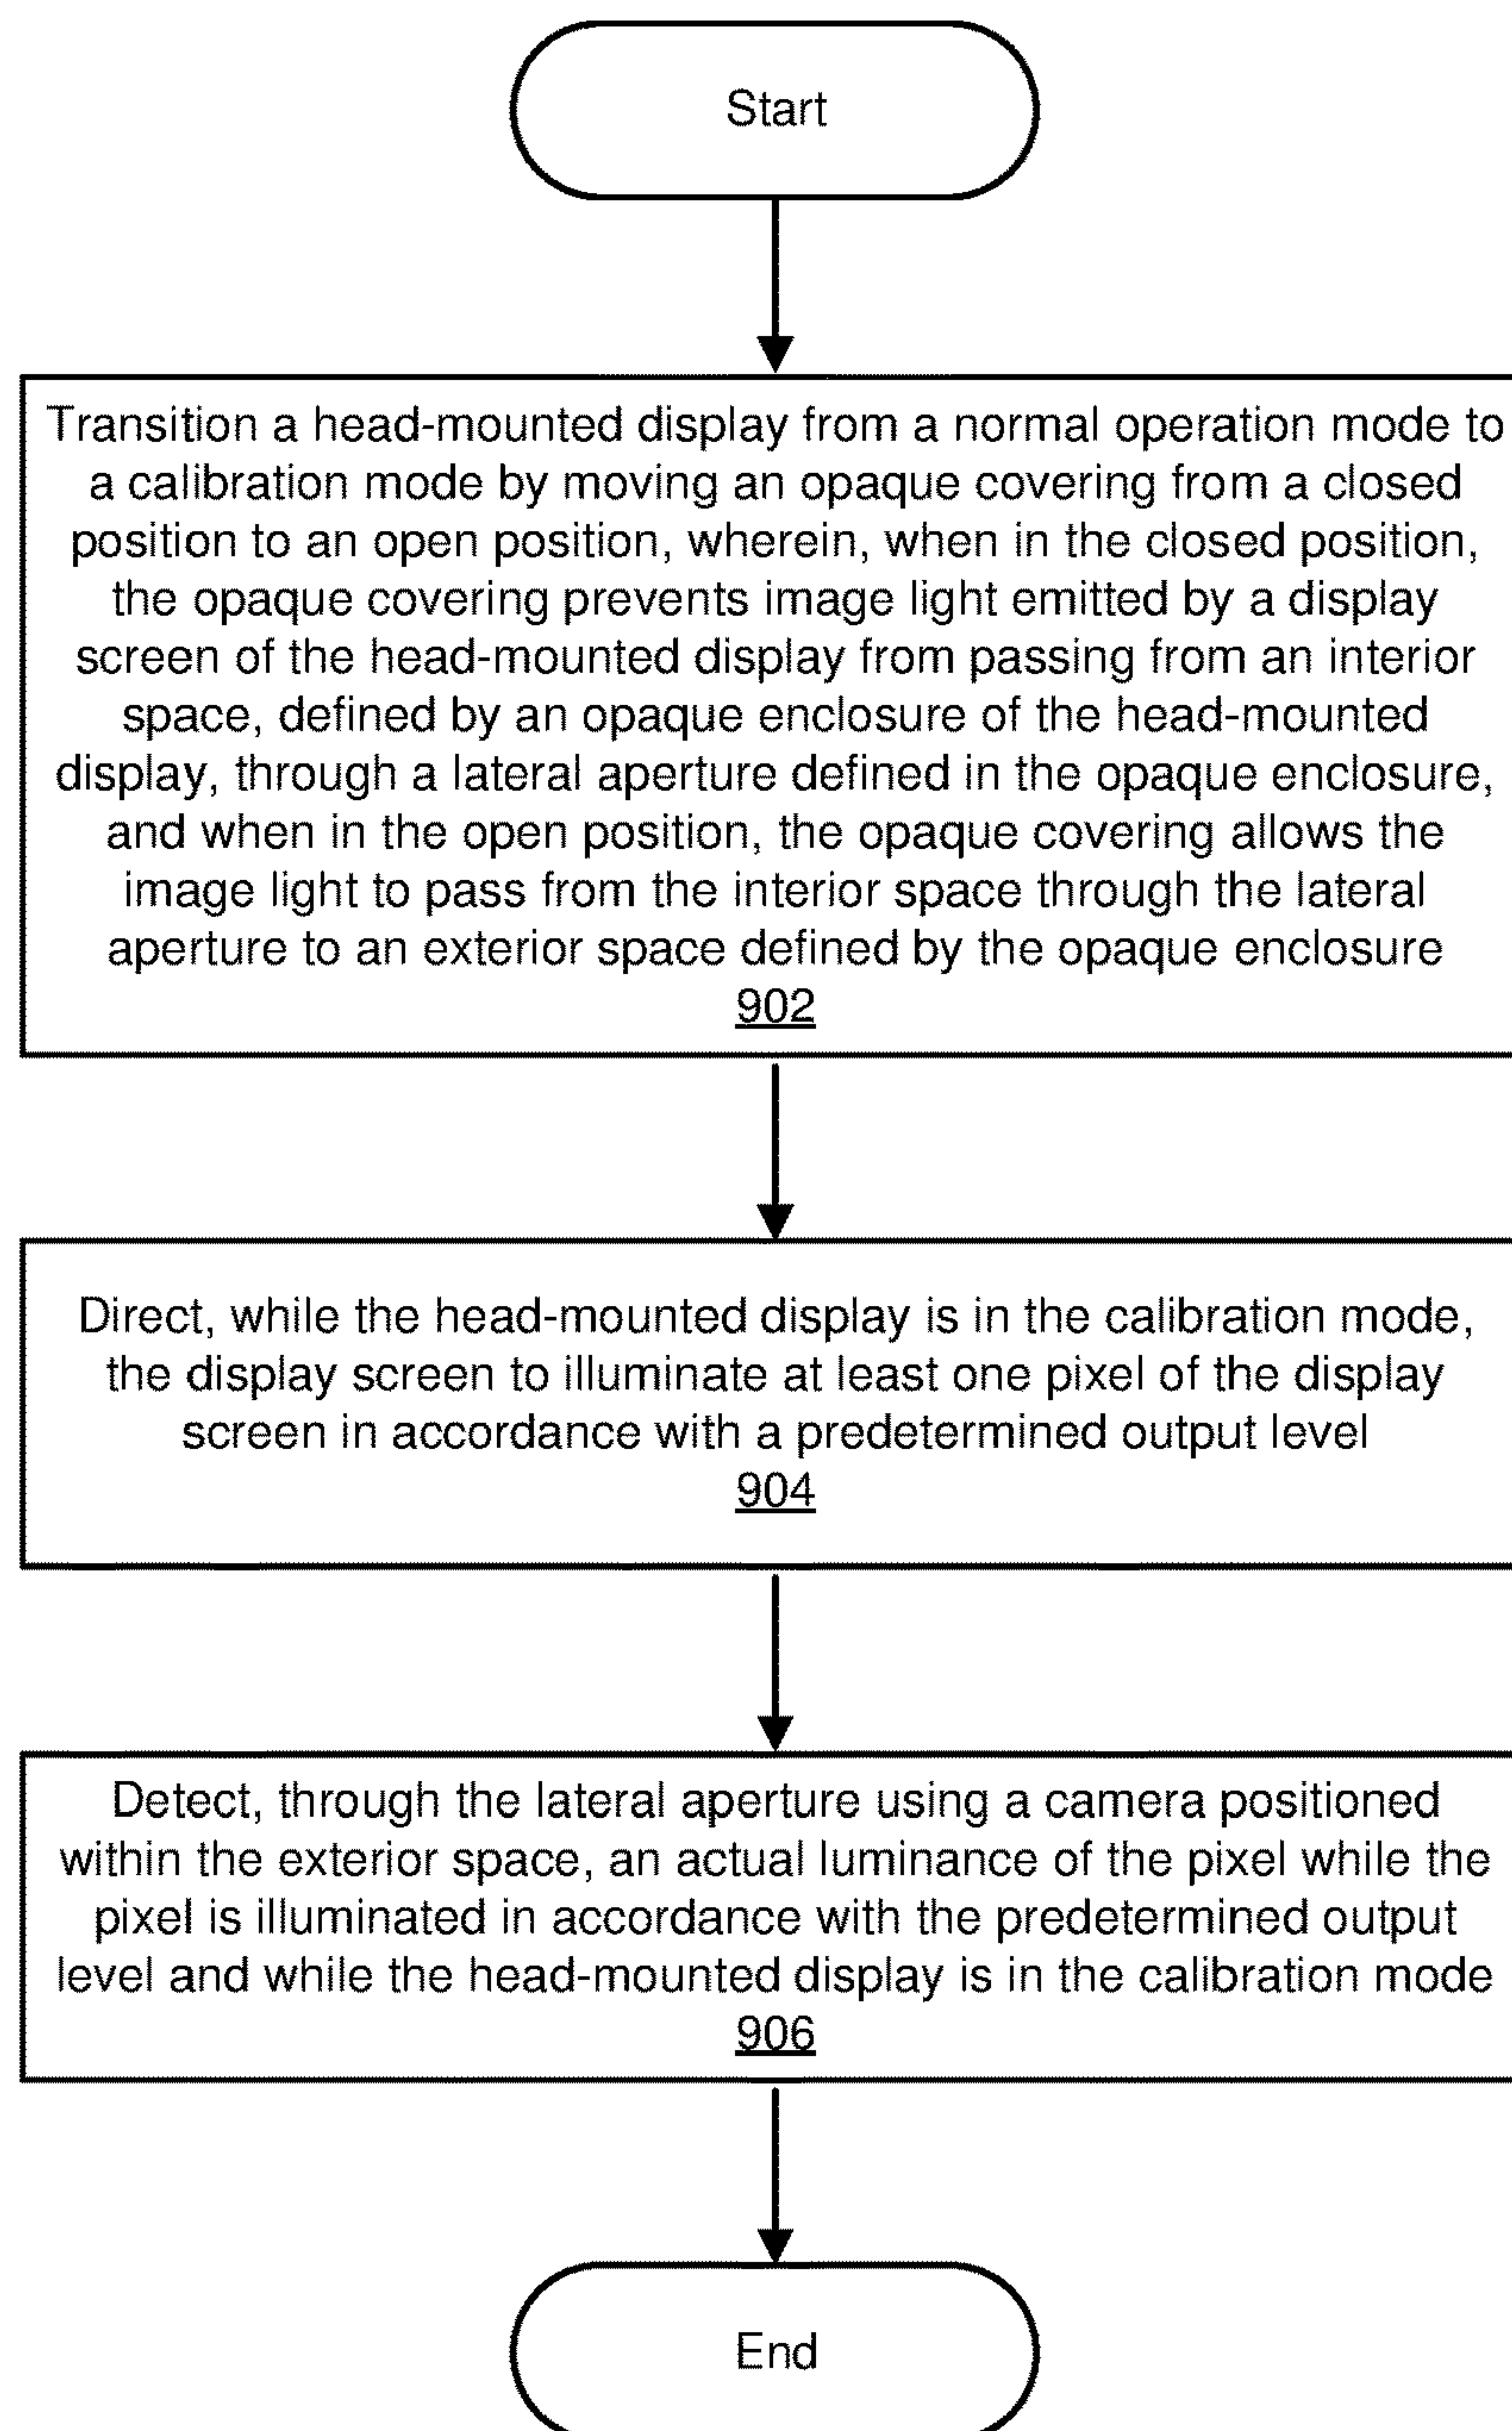 Start
Transition a head-mounted display from a normal operation mode to
a calibration mode by moving an opaque covering from a closed
position to an open position, wherein, when in the closed position,
the opaque covering prevents image light emitted by a display
screen of the head-mounted display from passing from an interior
space, defined by an opaque enclosure of the head-mounted
display, through a lateral aperture defined in the opaque enclosure,
and when in the open position, the opaque covering allows the
image light to pass from the interior space through the lateral
aperture to an exterior space defined by the opaque enclosure
902
Direct, while the head-mounted display is in the calibration mode,
the display screen to illuminate at least one pixel of the display
screen in accordance with a predetermined output level
904
Detect, through the lateral aperture using a camera positioned
within the exterior space, an actual luminance of the pixel while the
pixel is illuminated in accordance with the predetermined output
level and while the head-mounted display is in the calibration mode
906
End